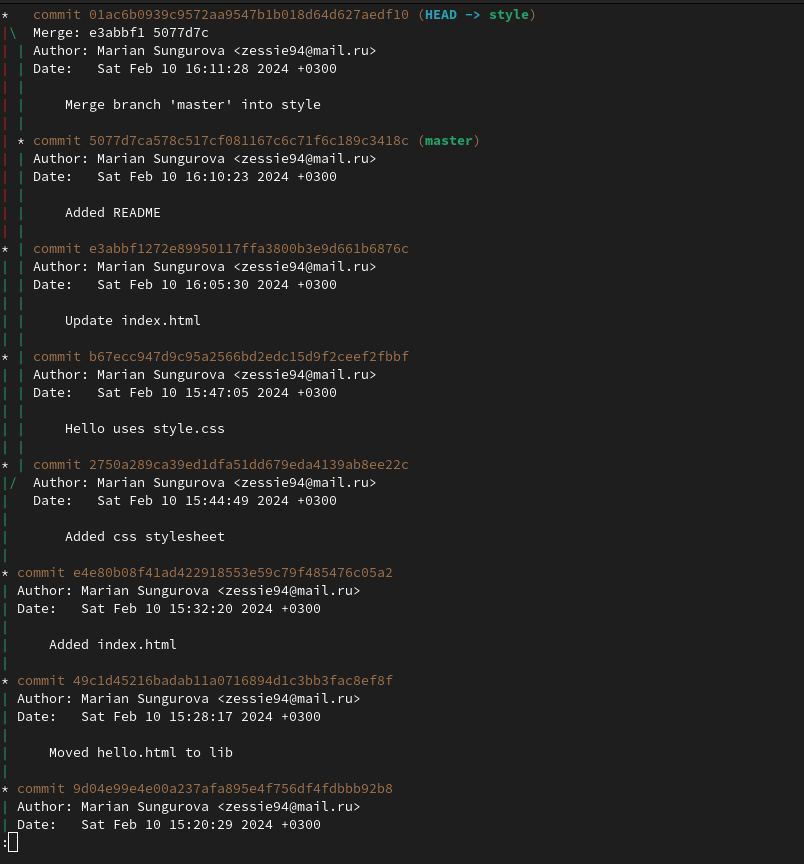 *   commit 01ac6b0939c9572aa9547b1b018d64d627aedf10 (HEAD -> style)
|\  Merge: e3abbf1 5077d7c
| | Author: Marian Sungurova <zessie94@mail.ru>
| | Date:   Sat Feb 10 16:11:28 2024 +0300
| |
| |     Merge branch 'master' into style
| |
| * commit 5077d7ca578c517cf081167c6c71f6c189c3418c (master)
| | Author: Marian Sungurova <zessie94@mail.ru>
| | Date:   Sat Feb 10 16:10:23 2024 +0300
| |
| |     Added README
| |
* | commit e3abbf1272e89950117ffa3800b3e9d661b6876c
| | Author: Marian Sungurova <zessie94@mail.ru>
| | Date:   Sat Feb 10 16:05:30 2024 +0300
| |
| |     Update index.html
| |
* | commit b67ecc947d9c95a2566bd2edc15d9f2ceef2fbbf
| | Author: Marian Sungurova <zessie94@mail.ru>
| | Date:   Sat Feb 10 15:47:05 2024 +0300
| |
| |     Hello uses style.css
| |
* | commit 2750a289ca39ed1dfa51dd679eda4139ab8ee22c
|/  Author: Marian Sungurova <zessie94@mail.ru>
|   Date:   Sat Feb 10 15:44:49 2024 +0300
|
|       Added css stylesheet
|
* commit e4e80b08f41ad422918553e59c79f485476c05a2
| Author: Marian Sungurova <zessie94@mail.ru>
| Date:   Sat Feb 10 15:32:20 2024 +0300
|
|     Added index.html
|
* commit 49c1d45216badab11a0716894d1c3bb3fac8ef8f
| Author: Marian Sungurova <zessie94@mail.ru>
| Date:   Sat Feb 10 15:28:17 2024 +0300
|
|     Moved hello.html to lib
|
* commit 9d04e99e4e00a237afa895e4f756df4fdbbb92b8
| Author: Marian Sungurova <zessie94@mail.ru>
| Date:   Sat Feb 10 15:20:29 2024 +0300
: